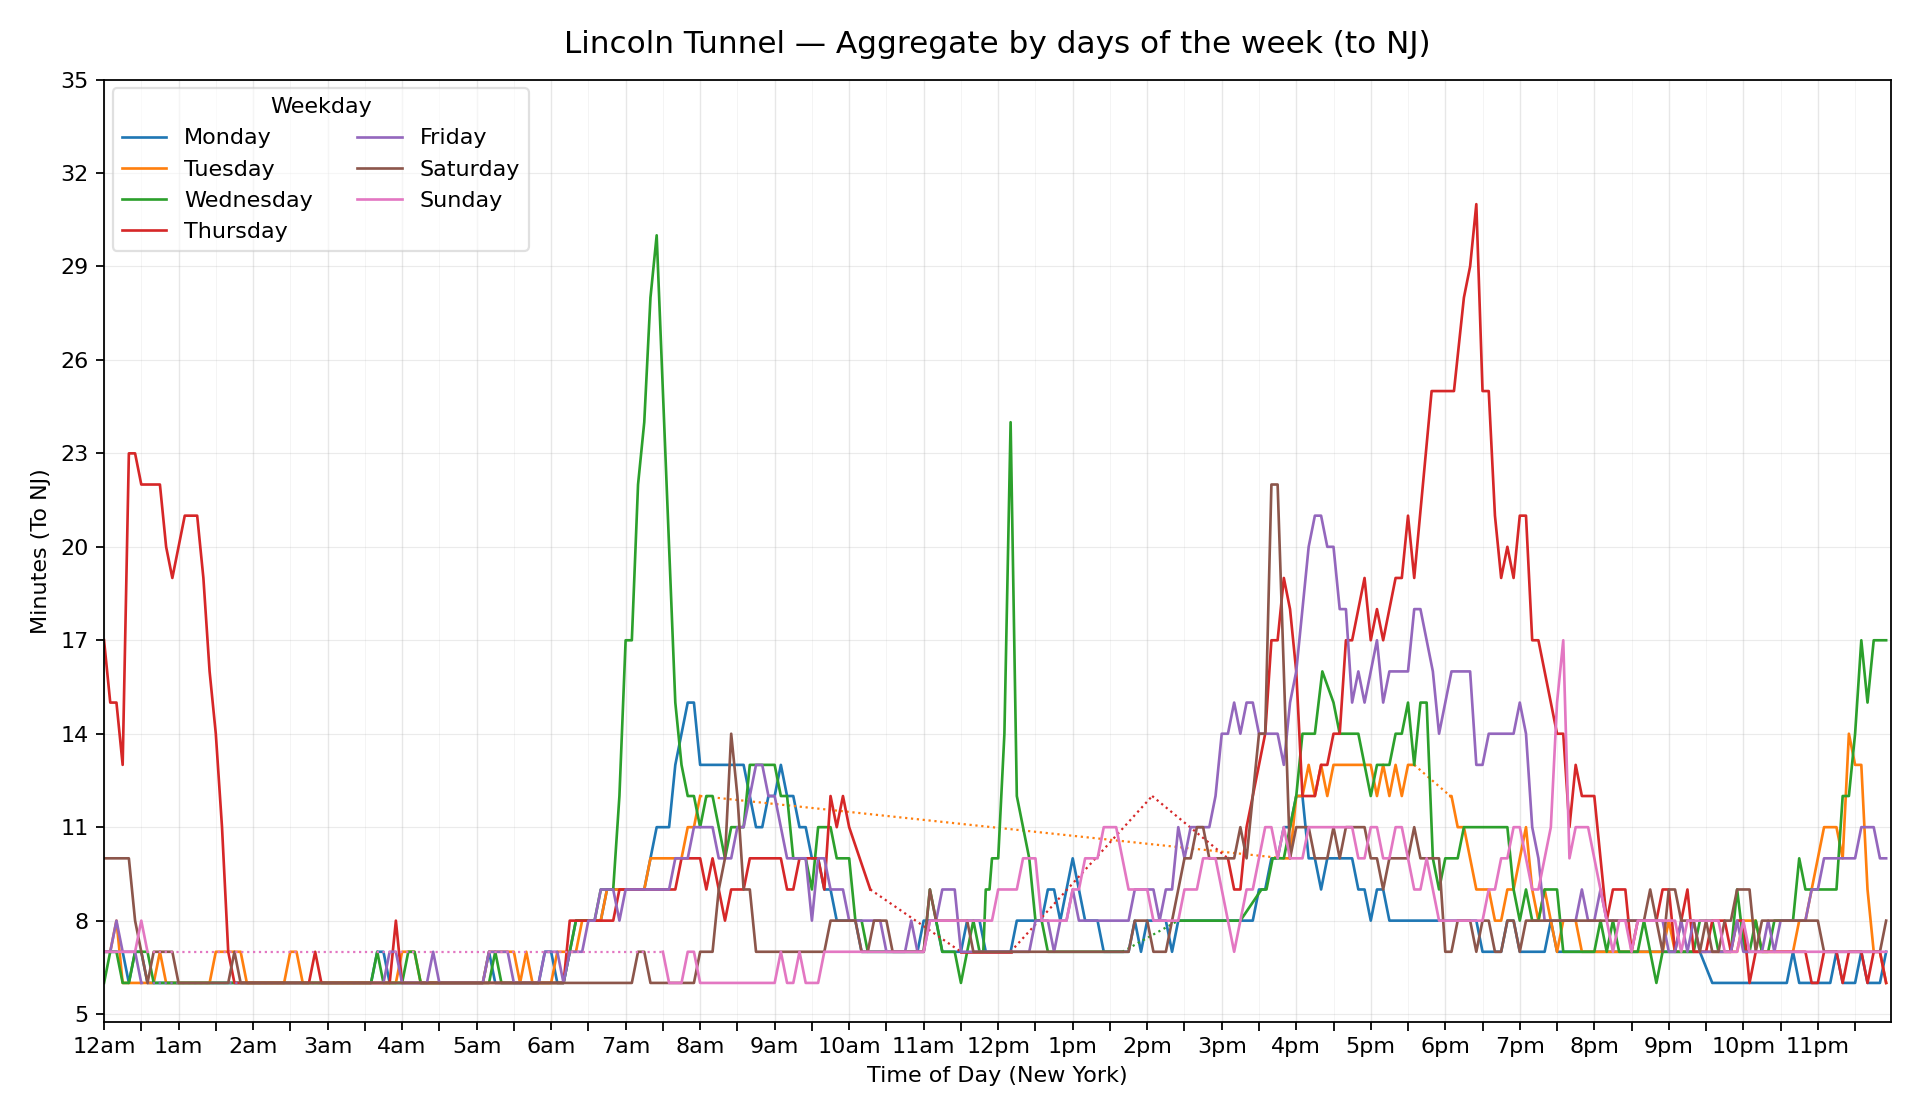 Lincoln Tunnel — Aggregate by days of the week (to NJ)
Weekday
Monday
Tuesday
Wednesday
Thursday
Friday
Saturday
Sunday
35
32
29
26
23
20
17
14
11
8
5
Minutes (To NJ)
12am 1am 2am 3am 4am 5am 6am 7am 8am 9am 10am 11am 12pm 1pm 2pm 3pm 4pm 5pm 6pm 7pm 8pm 9pm 10pm 11pm
Time of Day (New York)